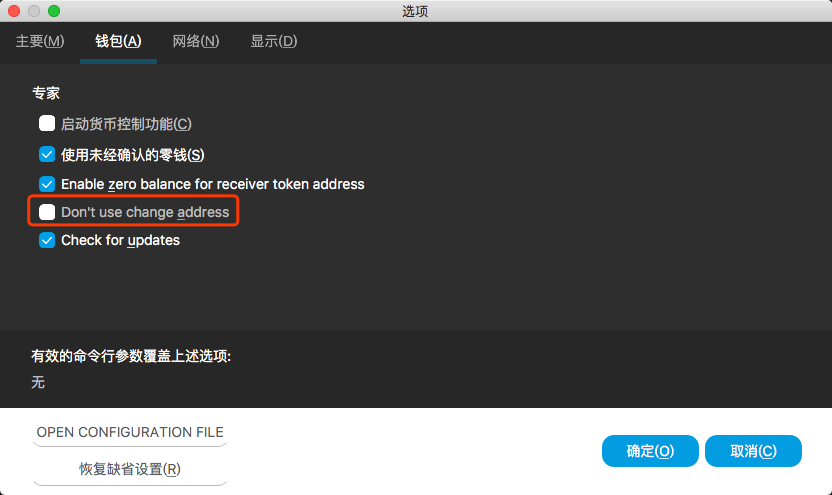 选项
主要(M) 钱包(A) 网络(N) 显示(D)
专家
启动货币控制功能(C)
使用未经确认的零钱(S)
Enable zero balance for receiver token address
Don't use change address
Check for updates
有效的命令行参数覆盖上述选项:
无
OPEN CONFIGURATION FILE
确定(O) 取消(C)
恢复缺省设置(R)